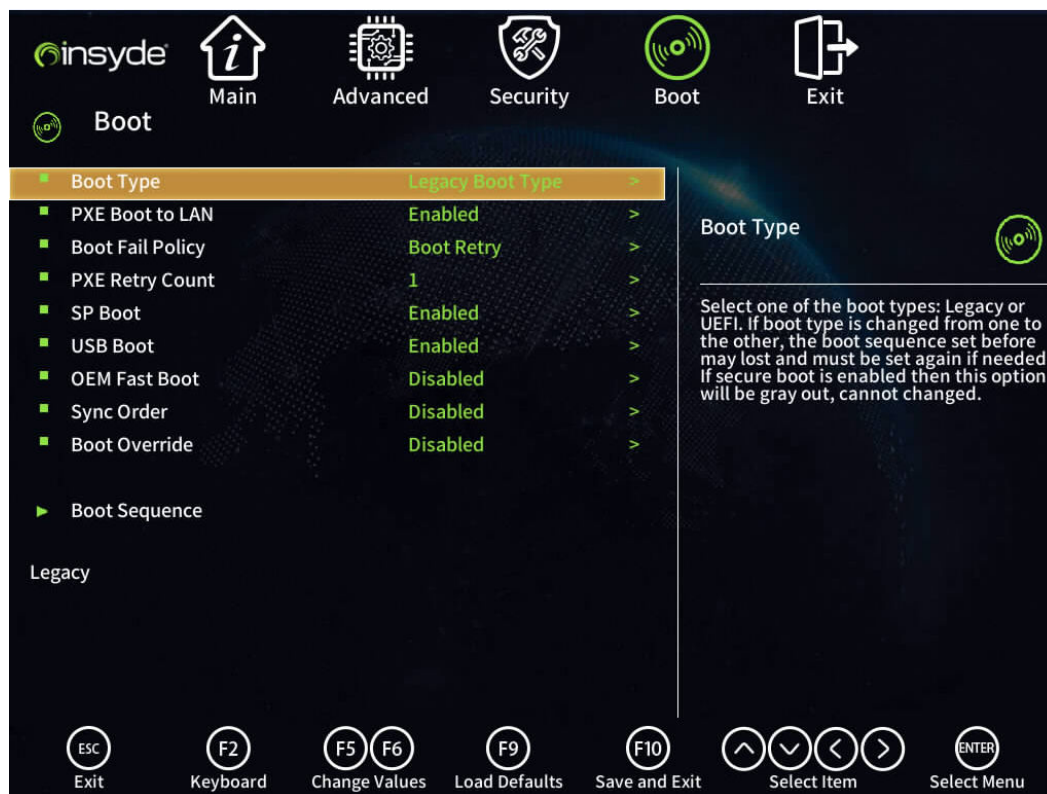 insyde
Main
Advanced
Security
Boot
Exit
Boot
Boot Type Legacy Boot Type >
PXE Boot to LAN Enabled >
Boot Fail Policy Boot Retry >
PXE Retry Count 1 >
SP Boot Enabled >
USB Boot Enabled >
OEM Fast Boot Disabled >
Sync Order Disabled >
Boot Override Disabled >
Boot Sequence
Legacy
Boot Type
Select one of the boot types: Legacy or
UEFI. If boot type is changed from one to
the other, the boot sequence set before
may lost and must be set again if needed
If secure boot is enabled then this option
will be gray out, cannot changed.
ESC
Exit
F2
Keyboard
F5 F6
Change Values
F9
Load Defaults
F10
Save and Exit
Select Item
ENTER
Select Menu